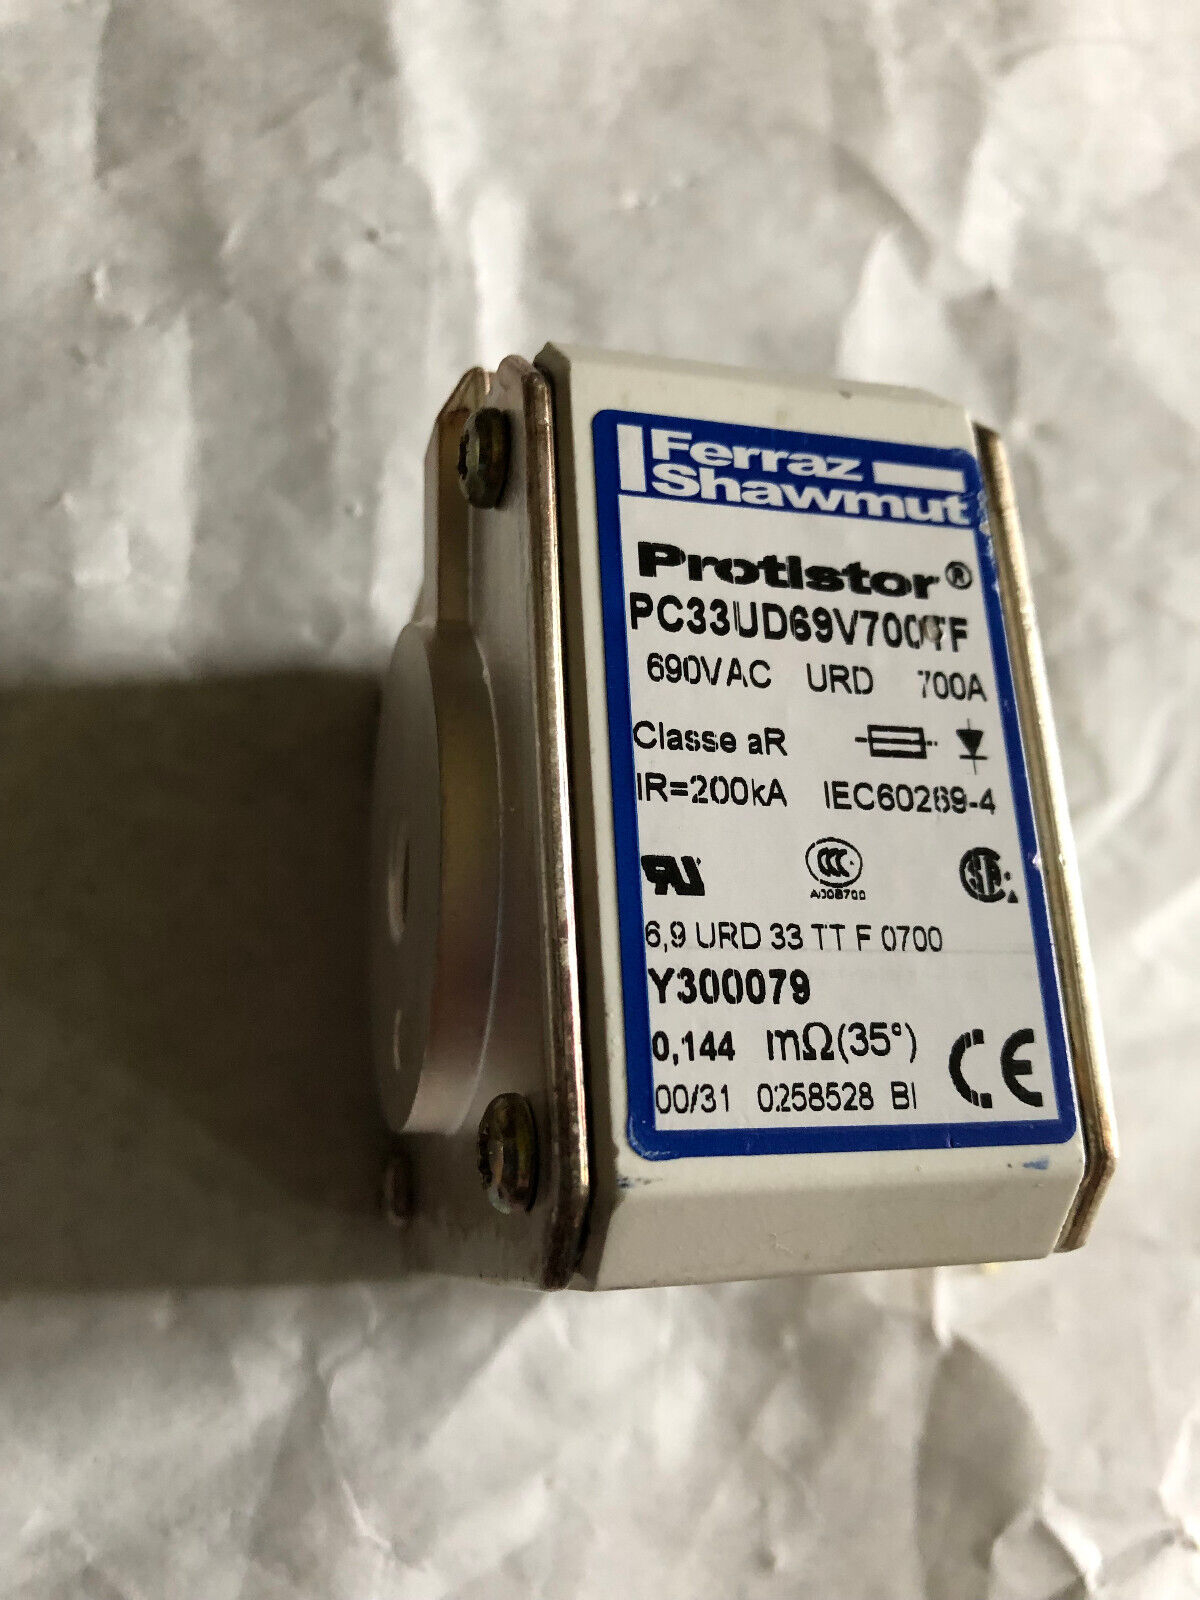 Ferraz
Shawmut
Protistor®
PC33UD69V700TF
690VAC URD 700A
Classe aR
IR=200kA IEC60269-4
6,9 URD 33 TT F 0700
Y300079
0,144 mΩ(35°)
00/31 0258528 BI
CE